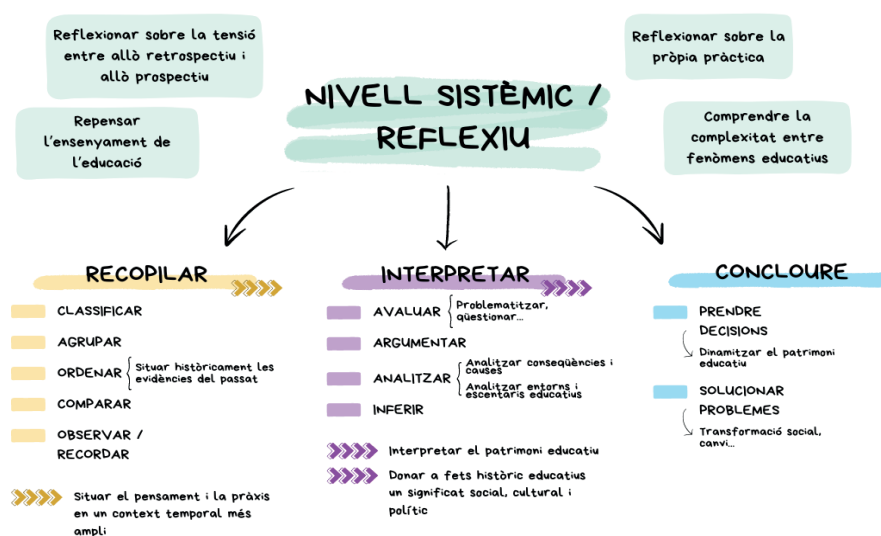 Reflexionar sobre la tensió
entre allò retrospectiu i
allò prospectiu
Repensar
l'ensenyament de
l'educació
NIVELL SISTÈMIC /
REFLEXIU
Reflexionar sobre la
pròpia pràctica
Comprendre la
complexitat entre
fenòmens educatius
RECOPILAR
CLASSIFICAR
AGRUPAR
ORDENAR
Situar històricament les
evidències del passat
COMPARAR
OBSERVAR /
RECORDAR
Situar el pensament i la pràxis
en un context temporal més
ampli
INTERPRETAR
AVALUAR
Problematitzar,
qüestionar...
ARGUMENTAR
ANALITZAR
Analitzar conseqüències i
causes
Analitzar entorns i
escentaris educatius
INFERIR
Interpretar el patrimoni educatiu
Donar a fets històric educatius
un significat social, cultural i
polític
CONCLOURE
PRENDRE
DECISIONS
Dinamitzar el patrimoni
educatiu
SOLUCIONAR
PROBLEMES
Transformació social,
canvi...